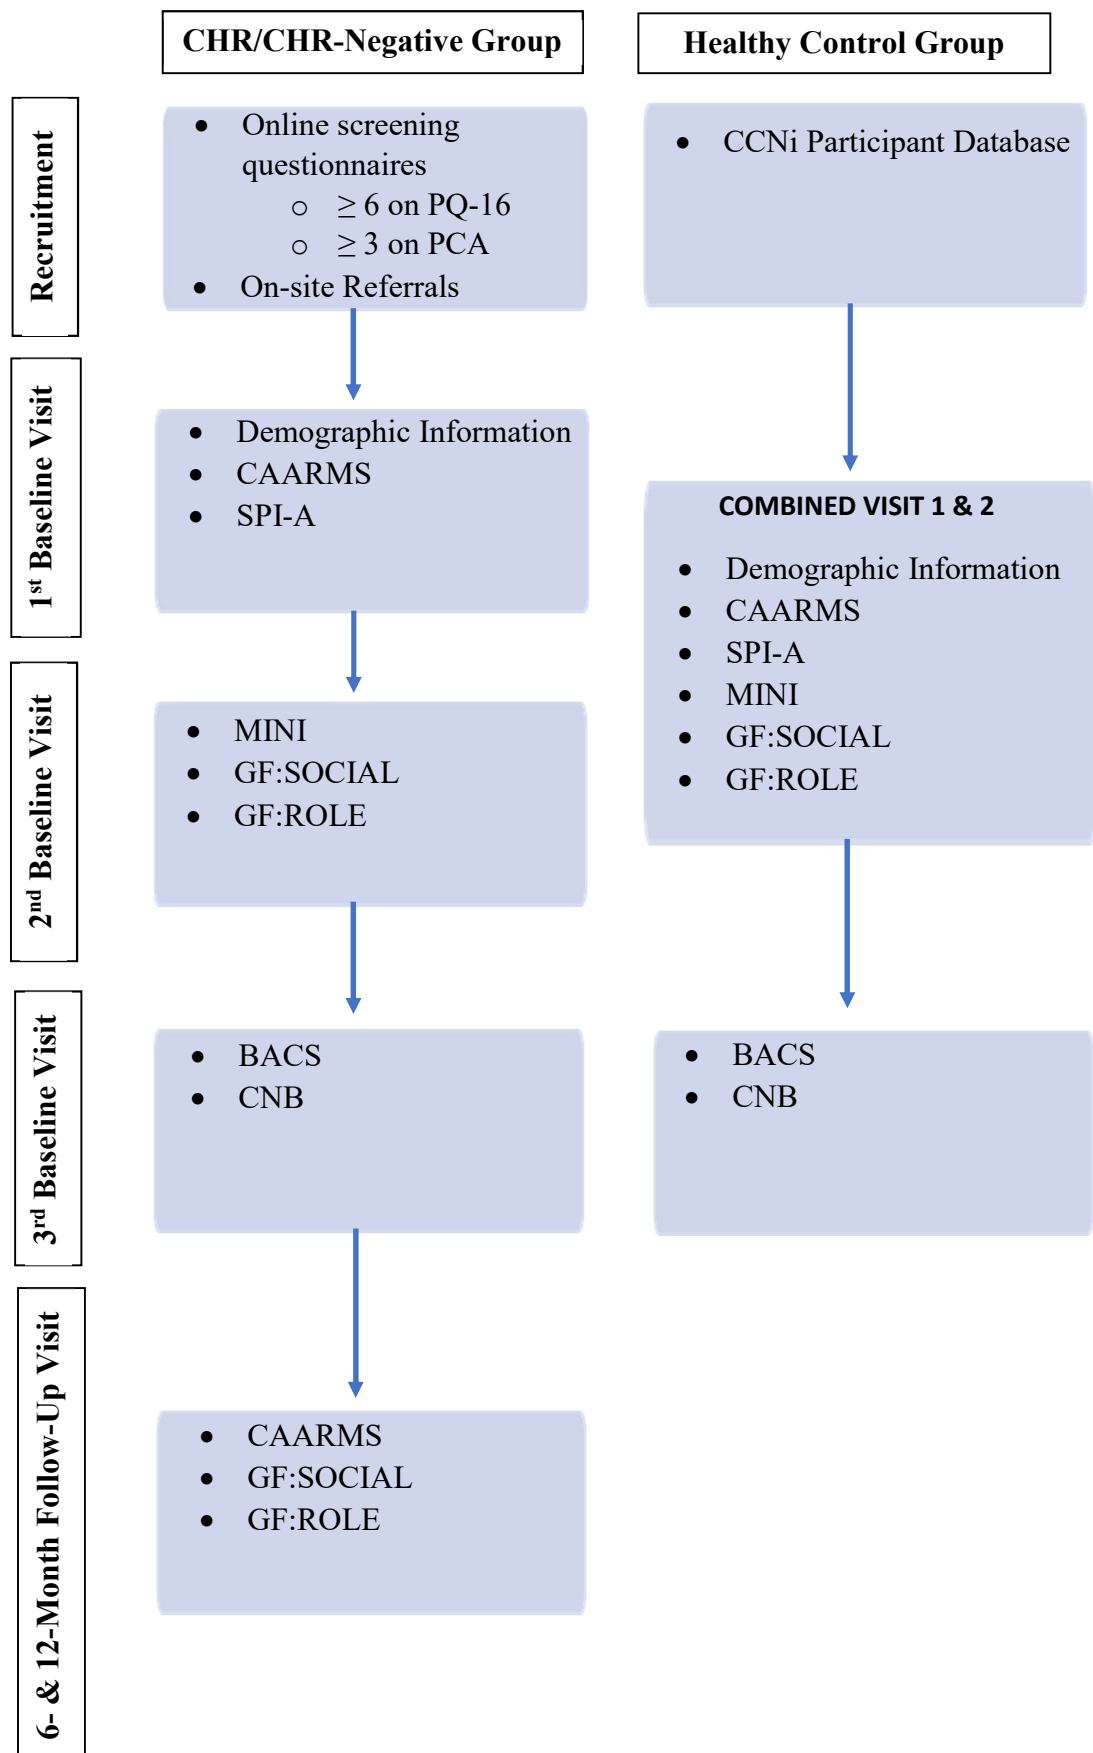 CHR/CHR-Negative Group
Healthy Control Group
Recruitment
• Online screening
questionnaires
o ≥ 6 on PQ-16
o ≥ 3 on PCA
• On-site Referrals
• CCNi Participant Database
1st Baseline Visit
• Demographic Information
• CAARMS
• SPI-A
COMBINED VISIT 1 & 2
• Demographic Information
• CAARMS
• SPI-A
• MINI
• GF:SOCIAL
• GF:ROLE
2nd Baseline Visit
• MINI
• GF:SOCIAL
• GF:ROLE
3rd Baseline Visit
• BACS
• CNB
• BACS
• CNB
6- & 12-Month Follow-Up Visit
• CAARMS
• GF:SOCIAL
• GF:ROLE